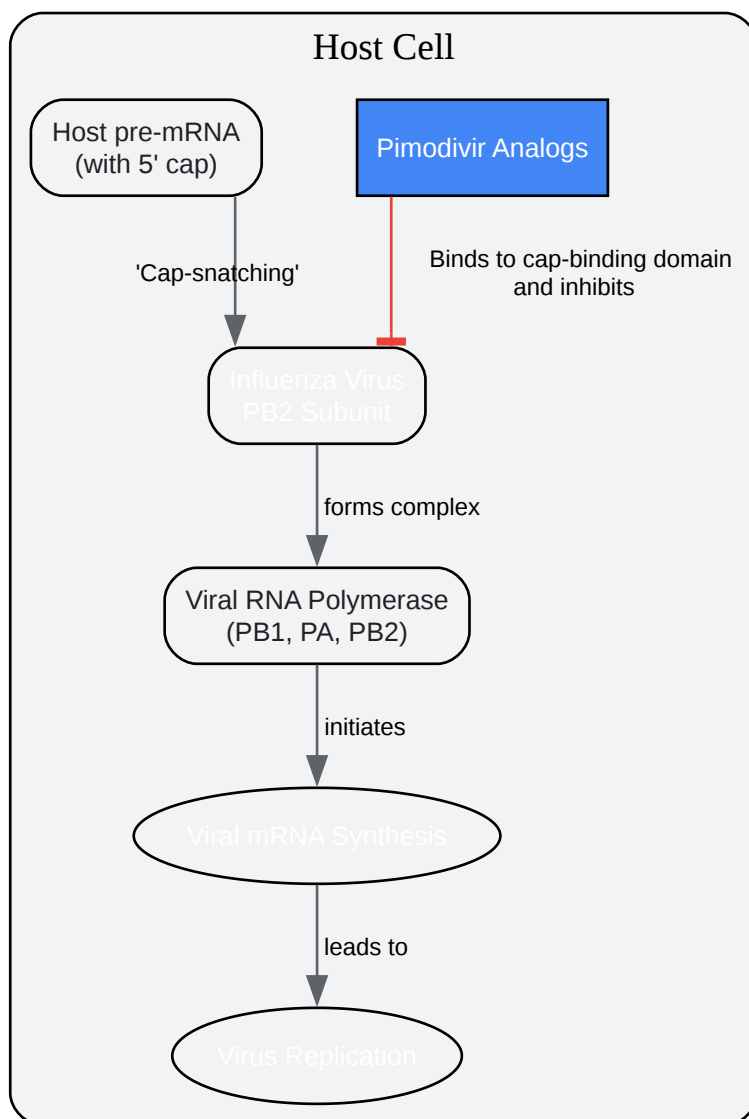 Host Cell
Host pre-mRNA
(with 5' cap)
Pimodivir Analogs
'Cap-snatching'
Binds to cap-binding domain
and inhibits
Influenza Virus
PB2 Subunit
forms complex
Viral RNA Polymerase
(PB1, PA, PB2)
initiates
Viral mRNA Synthesis
leads to
Virus Replication